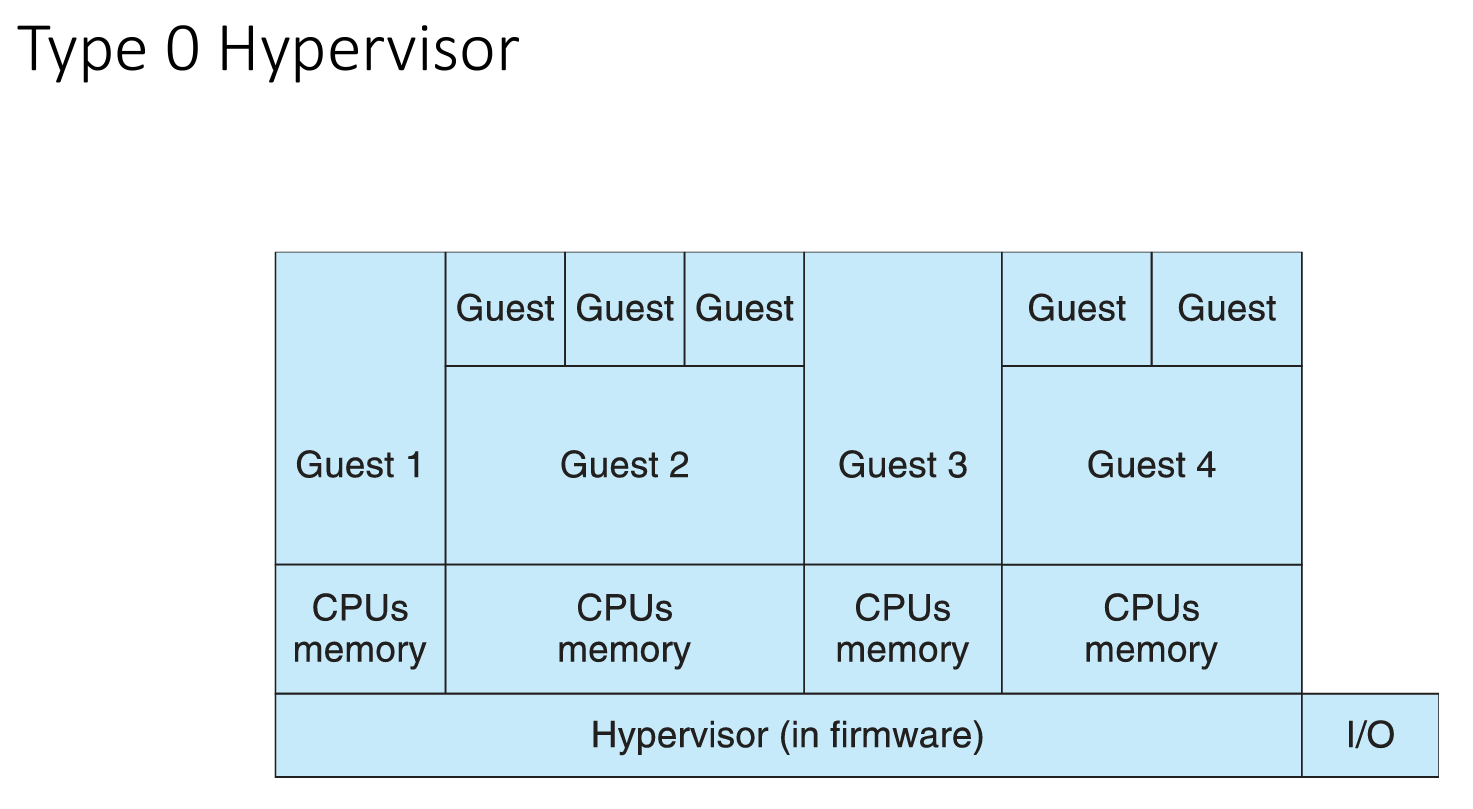 Type 0 Hypervisor
Guest
Guest
Guest
Guest
Guest
Guest 1
Guest 2
Guest 3
Guest 4
CPUs
memory
CPUs
memory
CPUs
memory
CPUs
memory
Hypervisor (in firmware)
I/O